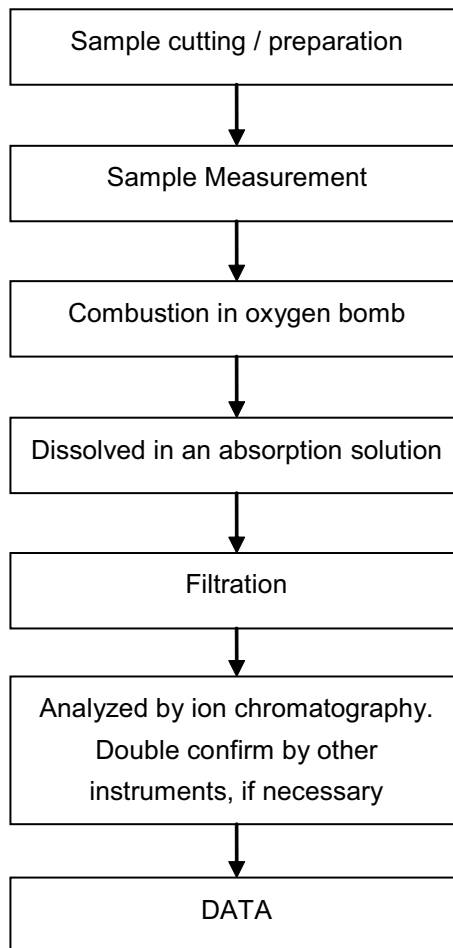 Sample cutting / preparation
Sample Measurement
Combustion in oxygen bomb
Dissolved in an absorption solution
Filtration
Analyzed by ion chromatography.
Double confirm by other
instruments, if necessary
DATA